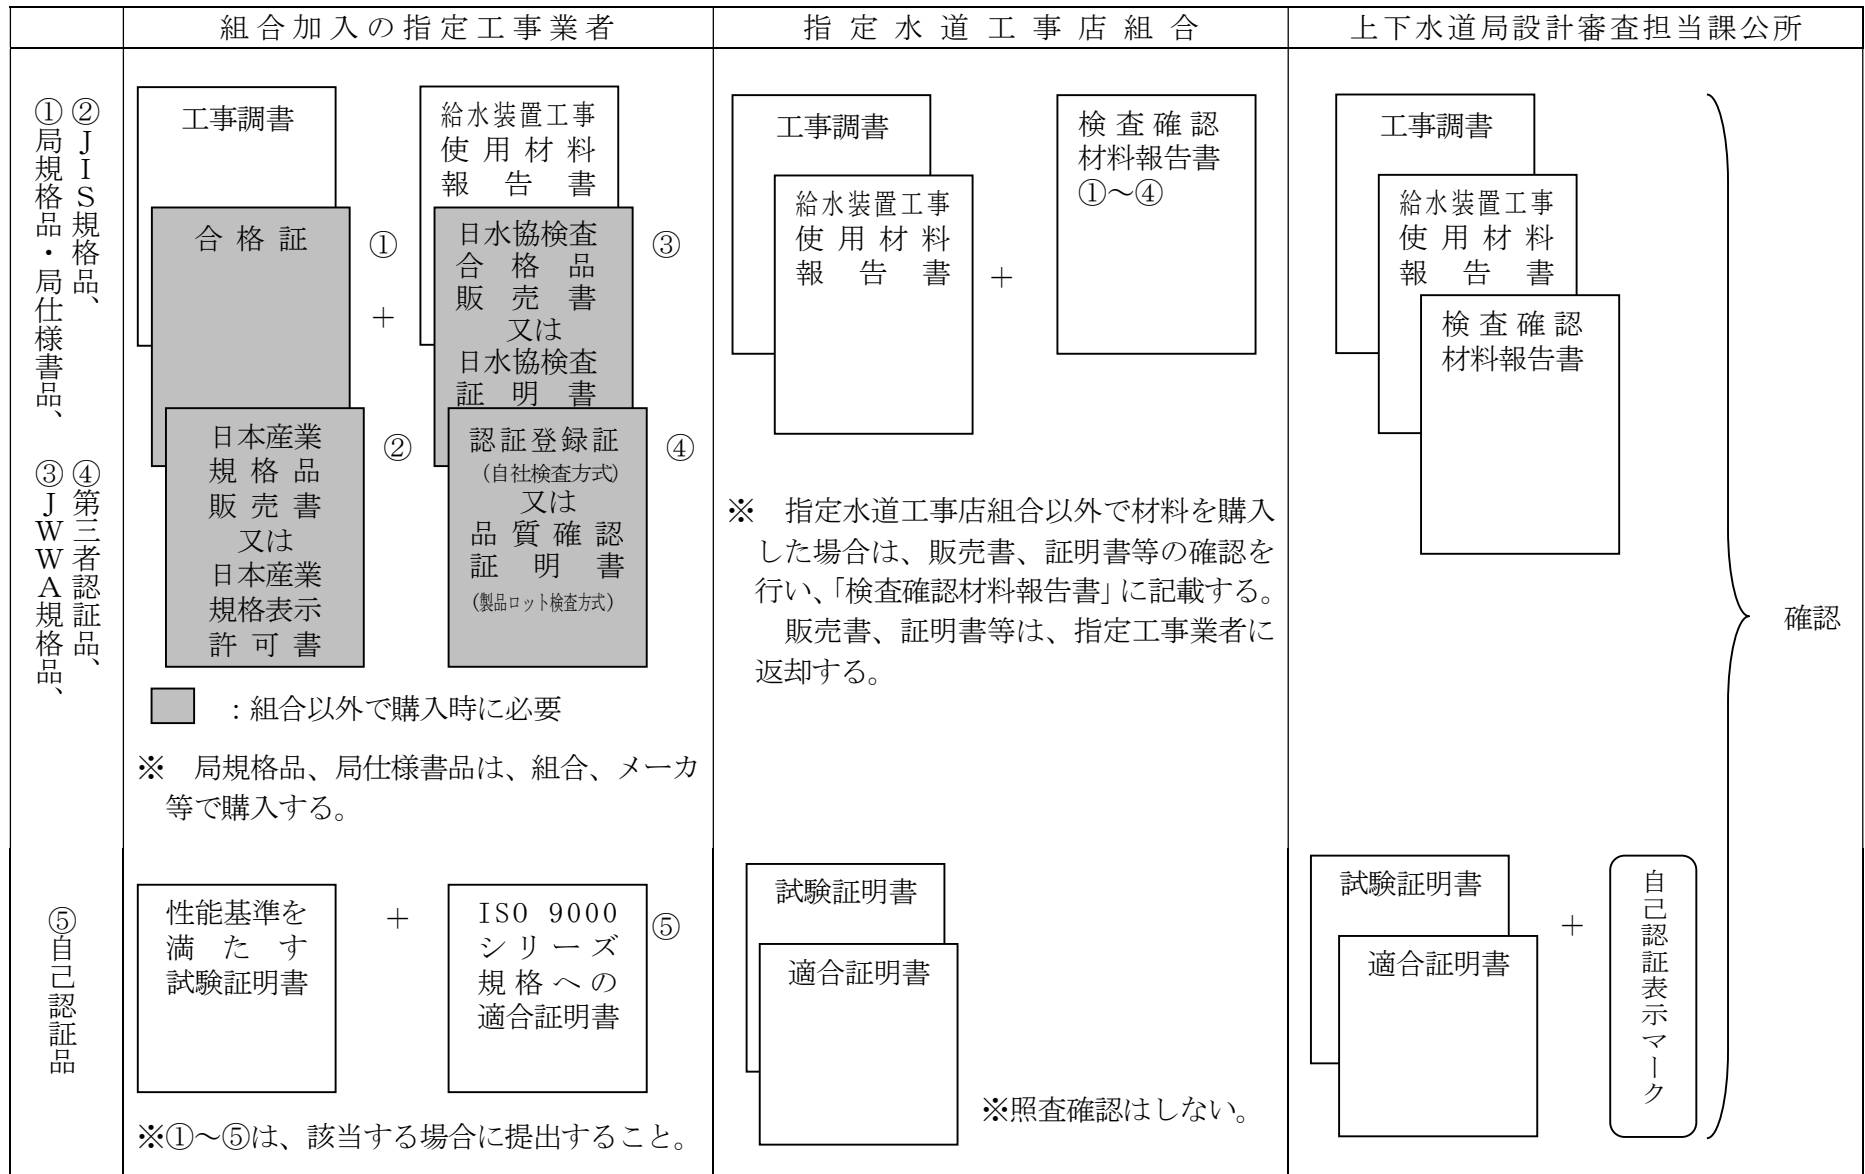 組合加入の指定工事業者
指定水道工事店組合
上下水道局設計審査担当課公所
①局規格品・局仕様書品、
②ＪＩＳ規格品、
③ＪＷＷＡ規格品、
④第三者認証品、
工事調書
合格証
①
日本産業
規格品
販売書
又は
日本産業
規格表示
許可書
②
＋
給水装置工事
使用材料
報告書
日水協検査
合格品
販売書
又は
日水協検査
証明書
③
認証登録証
(自社検査方式)
又は
品質確認
証明書
(製品ロット検査方式)
④
：組合以外で購入時に必要
※　局規格品、局仕様書品は、組合、メーカ
等で購入する。
工事調書
給水装置工事
使用材料
報告書
＋
検査確認
材料報告書
①～④
※　指定水道工事店組合以外で材料を購入
した場合は、販売書、証明書等の確認を
行い、「検査確認材料報告書」に記載する。
販売書、証明書等は、指定工事業者に
返却する。
工事調書
給水装置工事
使用材料
報告書
検査確認
材料報告書
確認
⑤自己認証品
性能基準を
満たす
試験証明書
＋
ISO 9000
シリーズ
規格への
適合証明書
⑤
※①～⑤は、該当する場合に提出すること。
試験証明書
適合証明書
※照査確認はしない。
試験証明書
適合証明書
＋
自己認証表示マーク